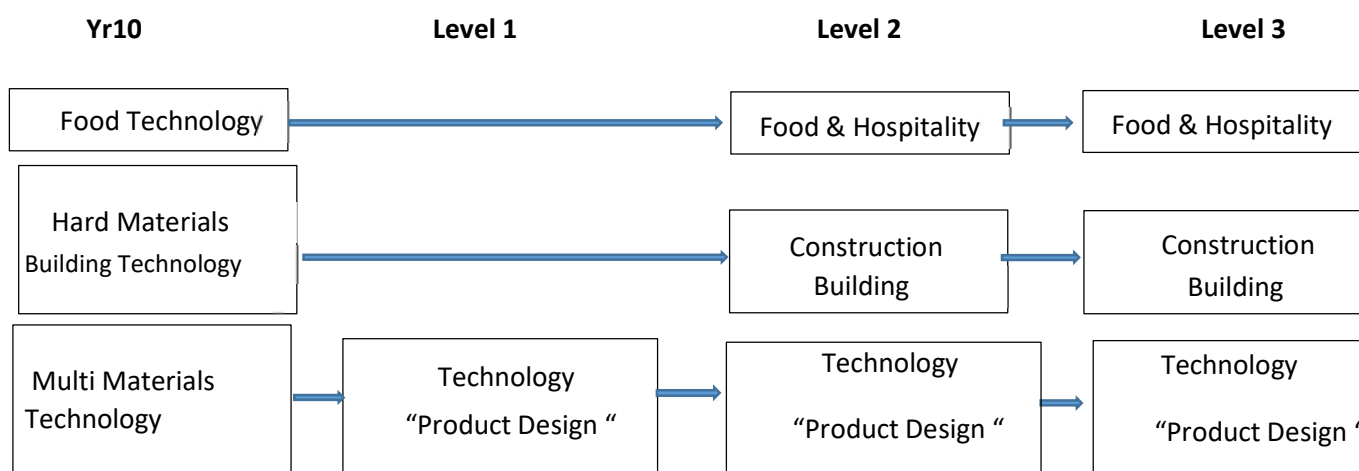 Yr10 Level 1 Level 2 Level 3
Food Technology Food & Hospitality Food & Hospitality
Hard Materials
Building Technology
Construction
Building
Construction
Building
Multi Materials
Technology
Technology
"Product Design “
Technology
"Product Design “
Technology
"Product Design “